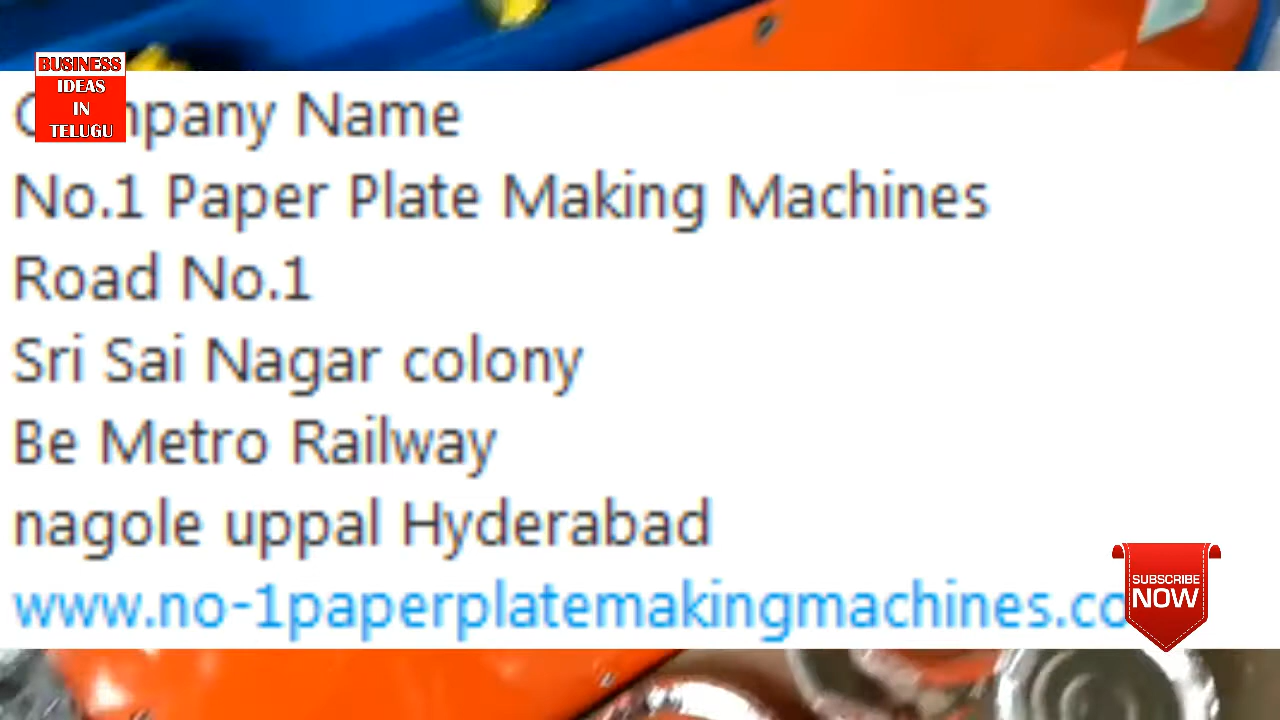 BUSINESS
IDEAS
IN
TELUGU
Company Name
No.1 Paper Plate Making Machines
Road No.1
Sri Sai Nagar colony
Be Metro Railway
nagole uppal Hyderabad
www.no-1paperplatemakingmachines.co
SUBSCRIBE
NOW